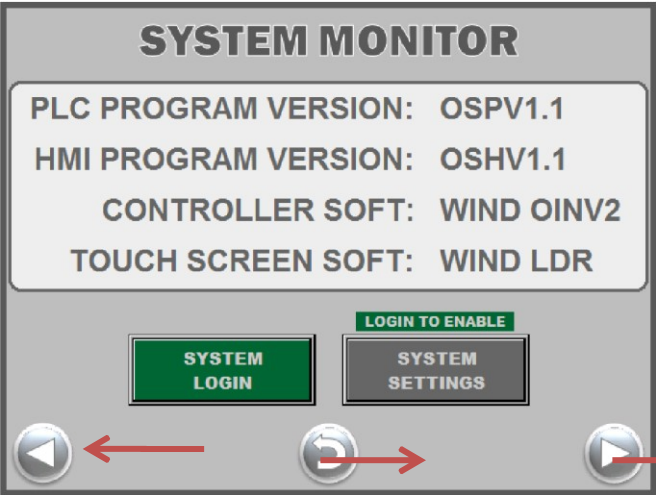 SYSTEM MONITOR
PLC PROGRAM VERSION: OSPV1.1
HMI PROGRAM VERSION: OSHV1.1
CONTROLLER SOFT: WIND OINV2
TOUCH SCREEN SOFT: WIND LDR
LOGIN TO ENABLE
SYSTEM
LOGIN
SYSTEM
SETTINGS